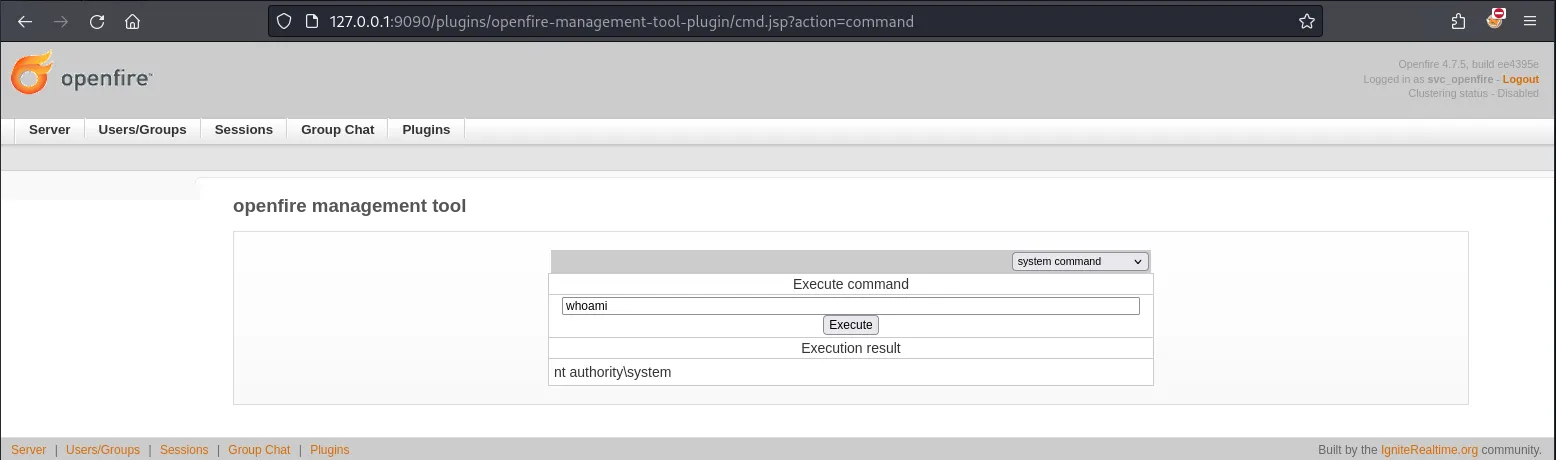 127.0.0.1:9090/plugins/openfire-management-tool-plugin/cmd.jsp?action=command
openfire™
Openfire 4.7.5, build ee4395e
Logged in as svc_openfire - Logout
Clustering status - Disabled
Server Users/Groups Sessions Group Chat Plugins
openfire management tool
system command
Execute command
whoami
Execute
Execution result
nt authority\system
Server | Users/Groups | Sessions | Group Chat | Plugins
Built by the IgniteRealtime.org community.